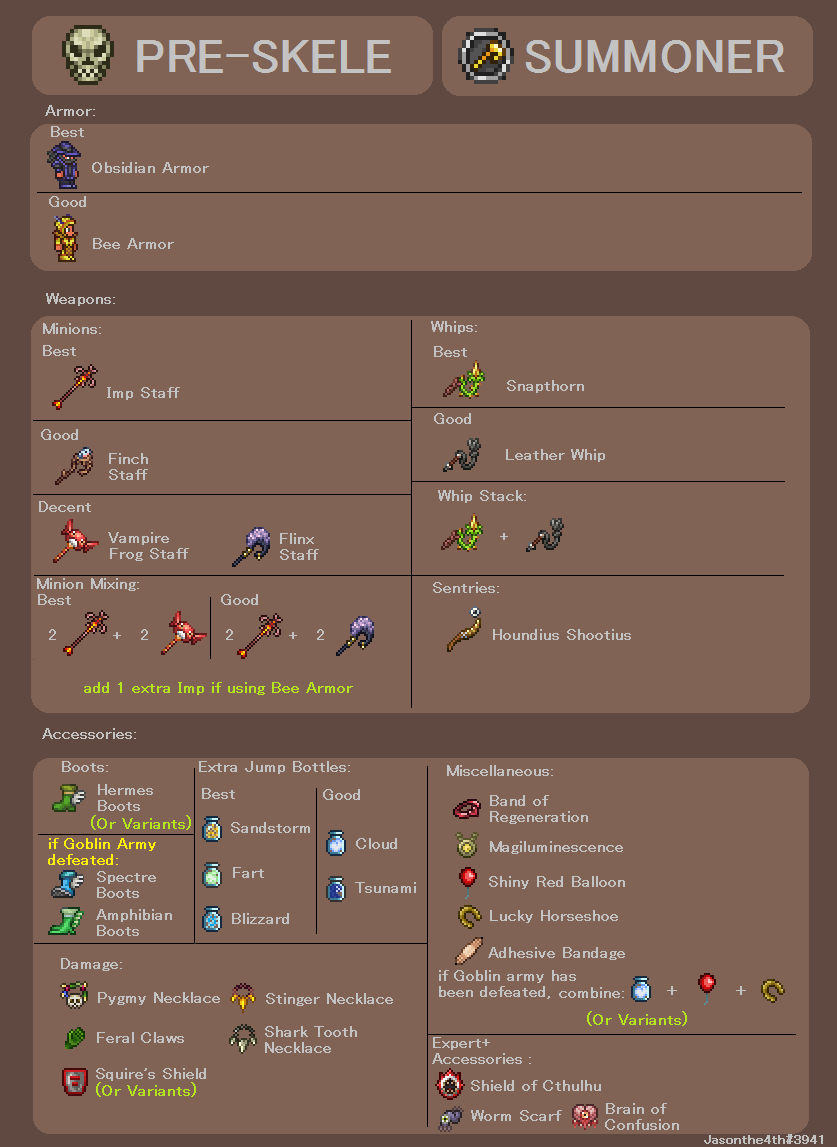 PRE-SKELE
SUMMONER
Armor:
Best
Obsidian Armor
Good
Bee Armor
Weapons:
Minions:
Best
Imp Staff
Good
Finch
Staff
Decent
Vampire
Frog Staff
Flinx
Staff
Minion Mixing:
Best
2 + 2
Good
2 + 2
add 1 extra Imp if using Bee Armor
Whips:
Best
Snapthorn
Good
Leather Whip
Whip Stack:
+
Sentries:
Houndius Shootius
Accessories:
Boots:
Hermes
Boots
(Or Variants)
if Goblin Army
defeated:
Spectre
Boots
Amphibian
Boots
Extra Jump Bottles:
Best
Sandstorm
Fart
Blizzard
Good
Cloud
Tsunami
Damage:
Pygmy Necklace
Stinger Necklace
Feral Claws
Shark Tooth
Necklace
Squire's Shield
(Or Variants)
Miscellaneous:
Band of
Regeneration
Magiluminescence
Shiny Red Balloon
Lucky Horseshoe
Adhesive Bandage
if Goblin army has
been defeated, combine: + +
(Or Variants)
Expert+
Accessories :
Shield of Cthulhu
Worm Scarf
Brain of
Confusion
Jasonthe4th#3941